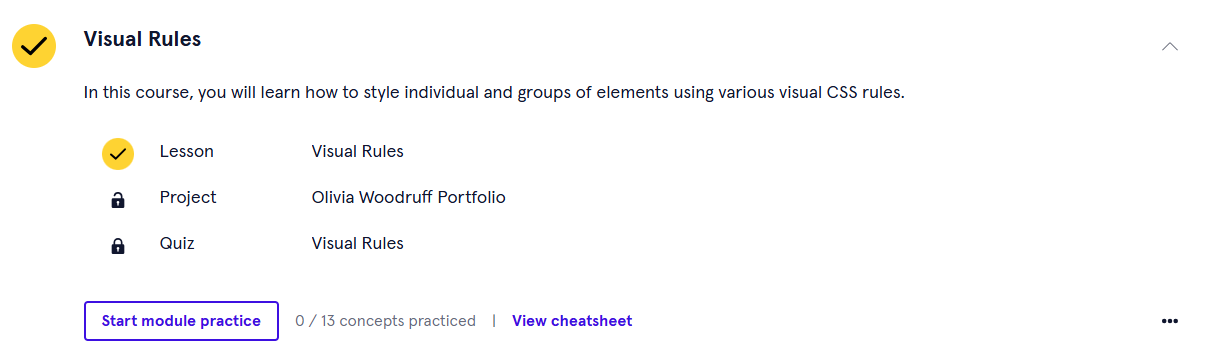 Visual Rules
In this course, you will learn how to style individual and groups of elements using various visual CSS rules.
Lesson Visual Rules
Project Olivia Woodruff Portfolio
Quiz Visual Rules
Start module practice 0 / 13 concepts practiced | View cheatsheet